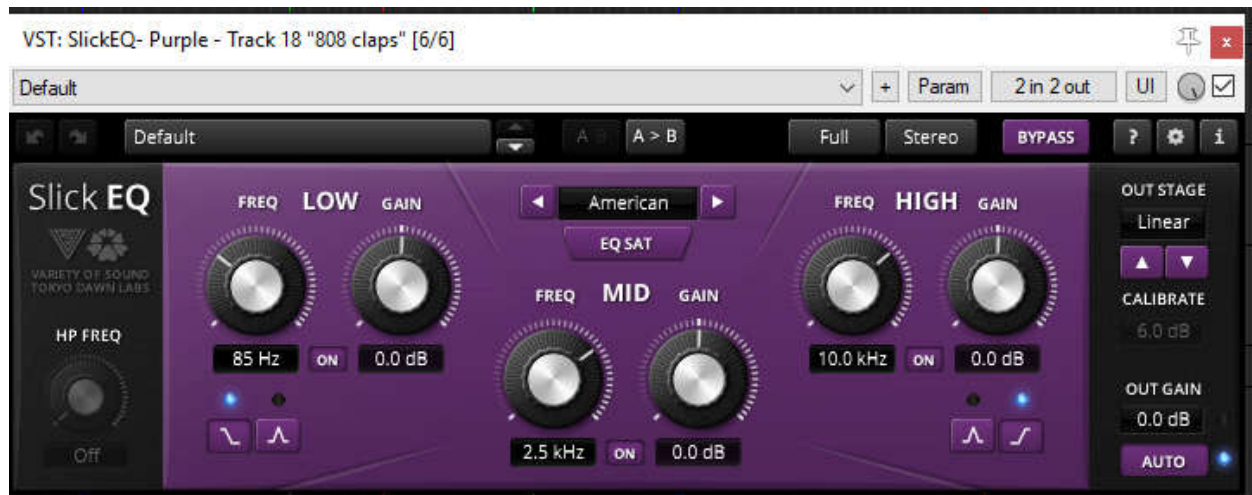 VST: SlickEQ- Purple - Track 18 "808 claps" [6/6]
x
Default + Param 2 in 2 out UI
Default A > B Full Stereo BYPASS ? i
Slick EQ
VARIETY OF SOUND
TOKYO DAWN LABS
HP FREQ
Off
FREQ LOW GAIN
85 Hz ON 0.0 dB
American
EQ SAT
FREQ MID GAIN
2.5 kHz ON 0.0 dB
FREQ HIGH GAIN
10.0 kHz ON 0.0 dB
OUT STAGE
Linear
CALIBRATE
6.0 dB
OUT GAIN
0.0 dB
AUTO